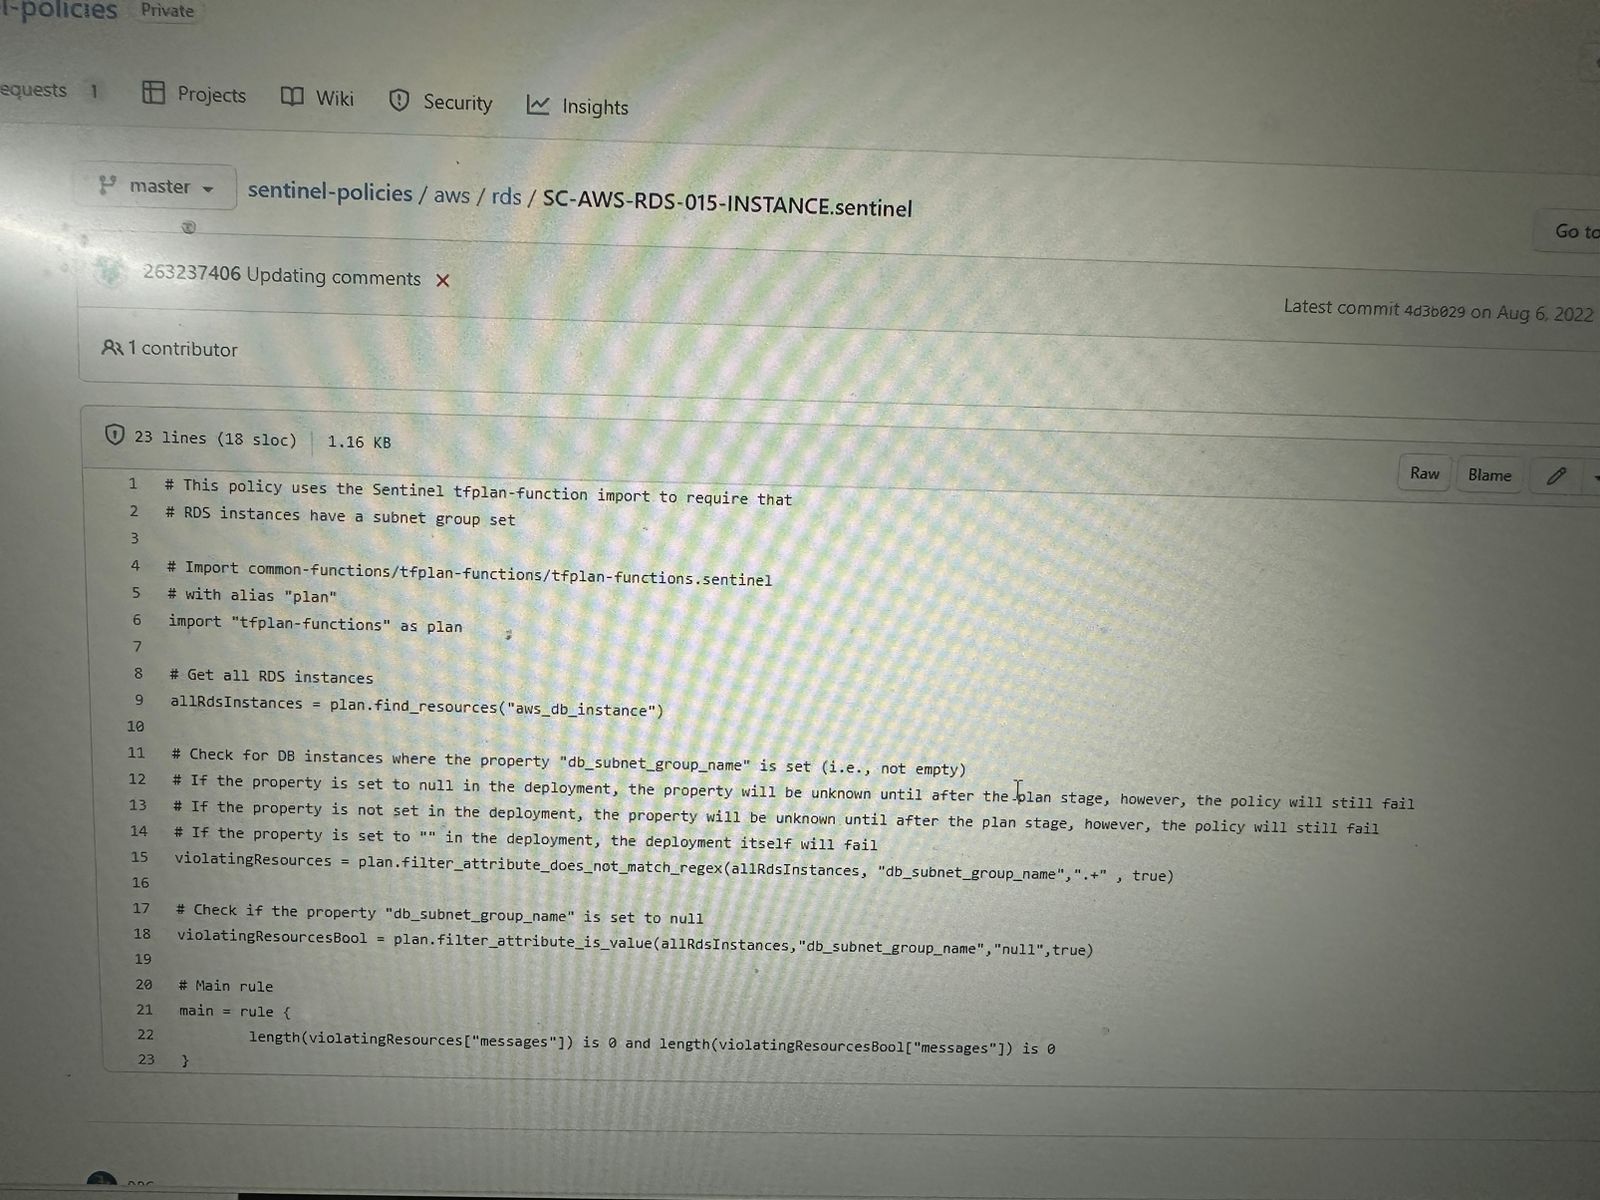 l-policies Private
equests 1 Projects Wiki Security Insights
master sentinel-policies / aws / rds / SC-AWS-RDS-015-INSTANCE.sentinel
Go to
263237406 Updating comments
Latest commit 4d3b029 on Aug 6, 2022
1 contributor
23 lines (18 sloc) 1.16 KB
Raw Blame
1 # This policy uses the Sentinel tfplan-function import to require that
2 # RDS instances have a subnet group set
3
4 # Import common-functions/tfplan-functions/tfplan-functions.sentinel
5 # with alias "plan"
6 import "tfplan-functions" as plan
7
8 # Get all RDS instances
9 allRdsInstances = plan.find_resources("aws_db_instance")
10
11 # Check for DB instances where the property "db_subnet_group_name" is set (i.e., not empty)
12 # If the property is set to null in the deployment, the property will be unknown until after the plan stage, however, the policy will still fail
13 # If the property is not set in the deployment, the property will be unknown until after the plan stage, however, the policy will still fail
14 # If the property is set to "" in the deployment, the deployment itself will fail
15 violatingResources = plan.filter_attribute_does_not_match_regex(allRdsInstances, "db_subnet_group_name",".+" , true)
16
17 # Check if the property "db_subnet_group_name" is set to null
18 violatingResourcesBool = plan.filter_attribute_is_value(allRdsInstances,"db_subnet_group_name","null",true)
19
20 # Main rule
21 main = rule {
22 length(violatingResources["messages"]) is 0 and length(violatingResourcesBool["messages"]) is 0
23 }